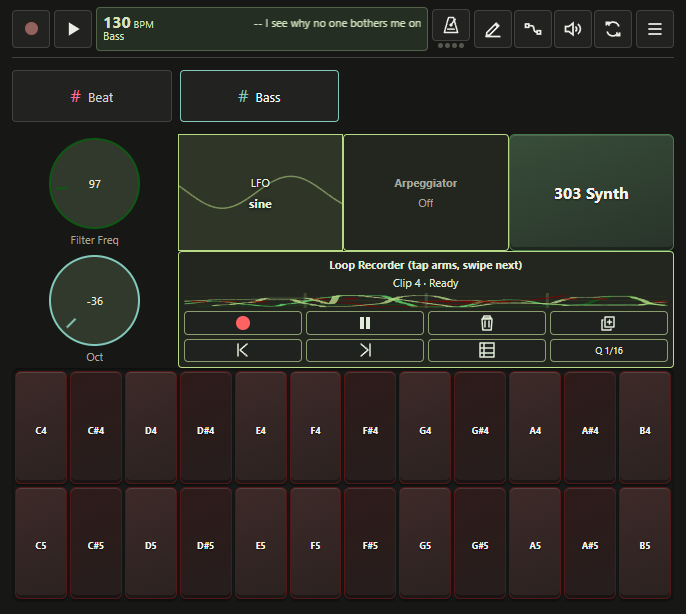 130 BPM
-- I see why no one bothers me on
Bass
# Beat
# Bass
97
Filter Freq
LFO
sine
Arpeggiator
Off
303 Synth
-36
Oct
Loop Recorder (tap arms, swipe next)
Clip 4 · Ready
Q 1/16
C4 C#4 D4 D#4 E4 F4 F#4 G4 G#4 A4 A#4 B4
C5 C#5 D5 D#5 E5 F5 F#5 G5 G#5 A5 A#5 B5